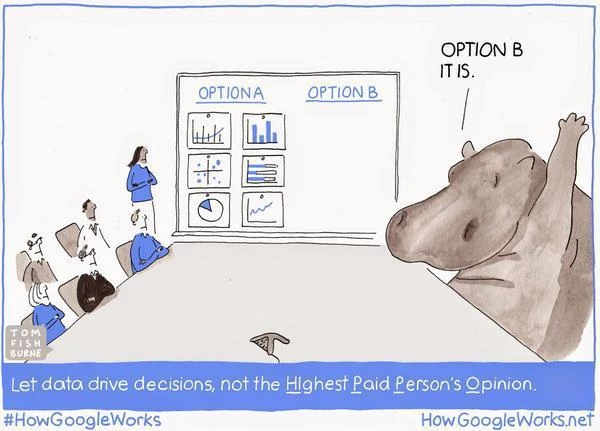 OPTION B
IT IS.
OPTION A
OPTION B
TOM
FISH
BURNE
Let data drive decisions, not the HIghest Paid Person's Opinion.
#HowGoogleWorks
HowGoogleWorks.net